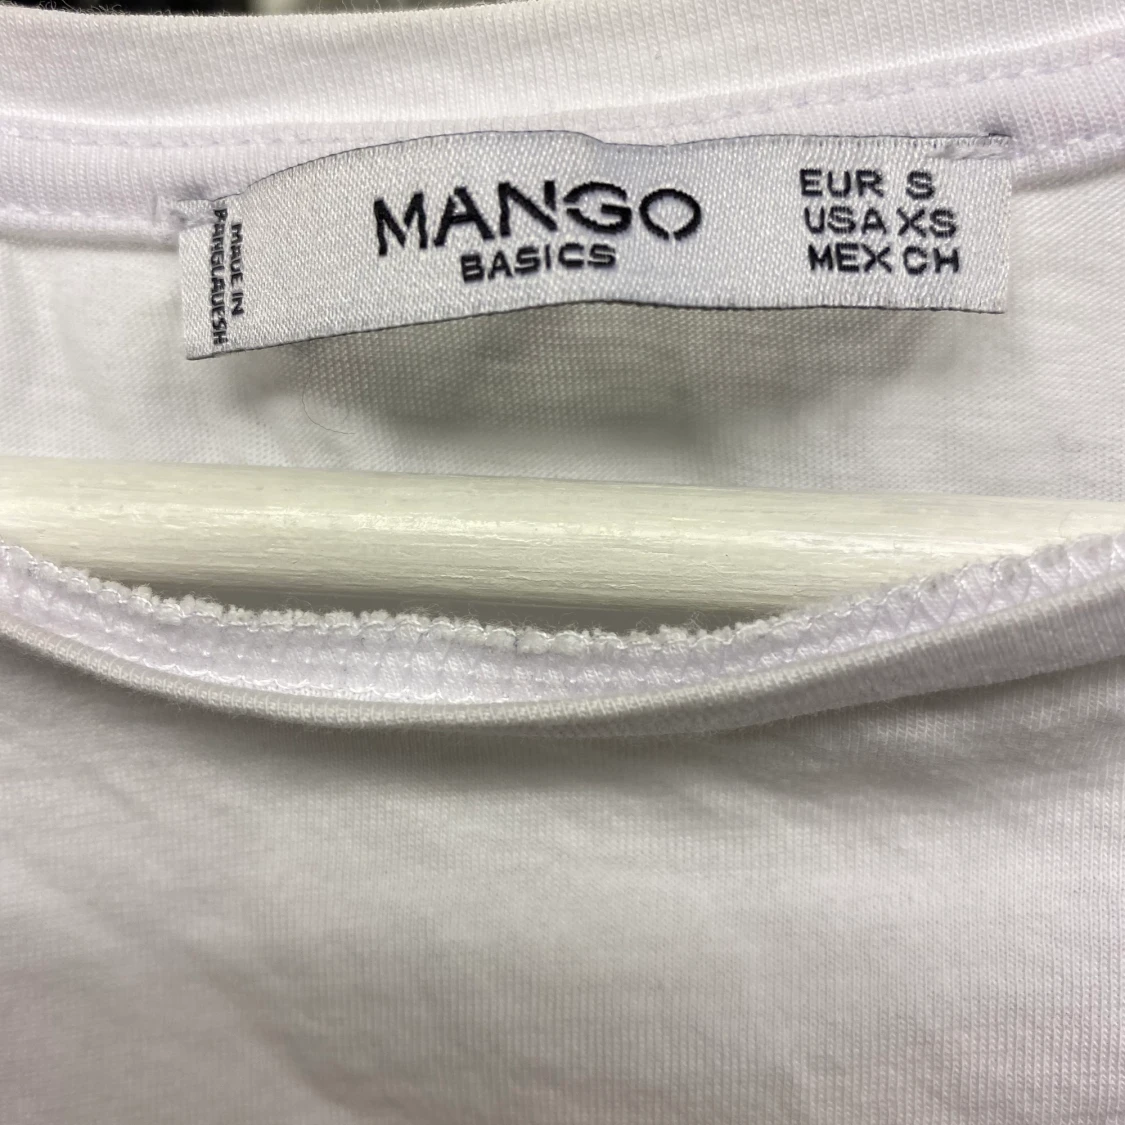 MANGO
BASICS
EUR S
USA XS
MEX CH
MADE IN
BANGLADESH